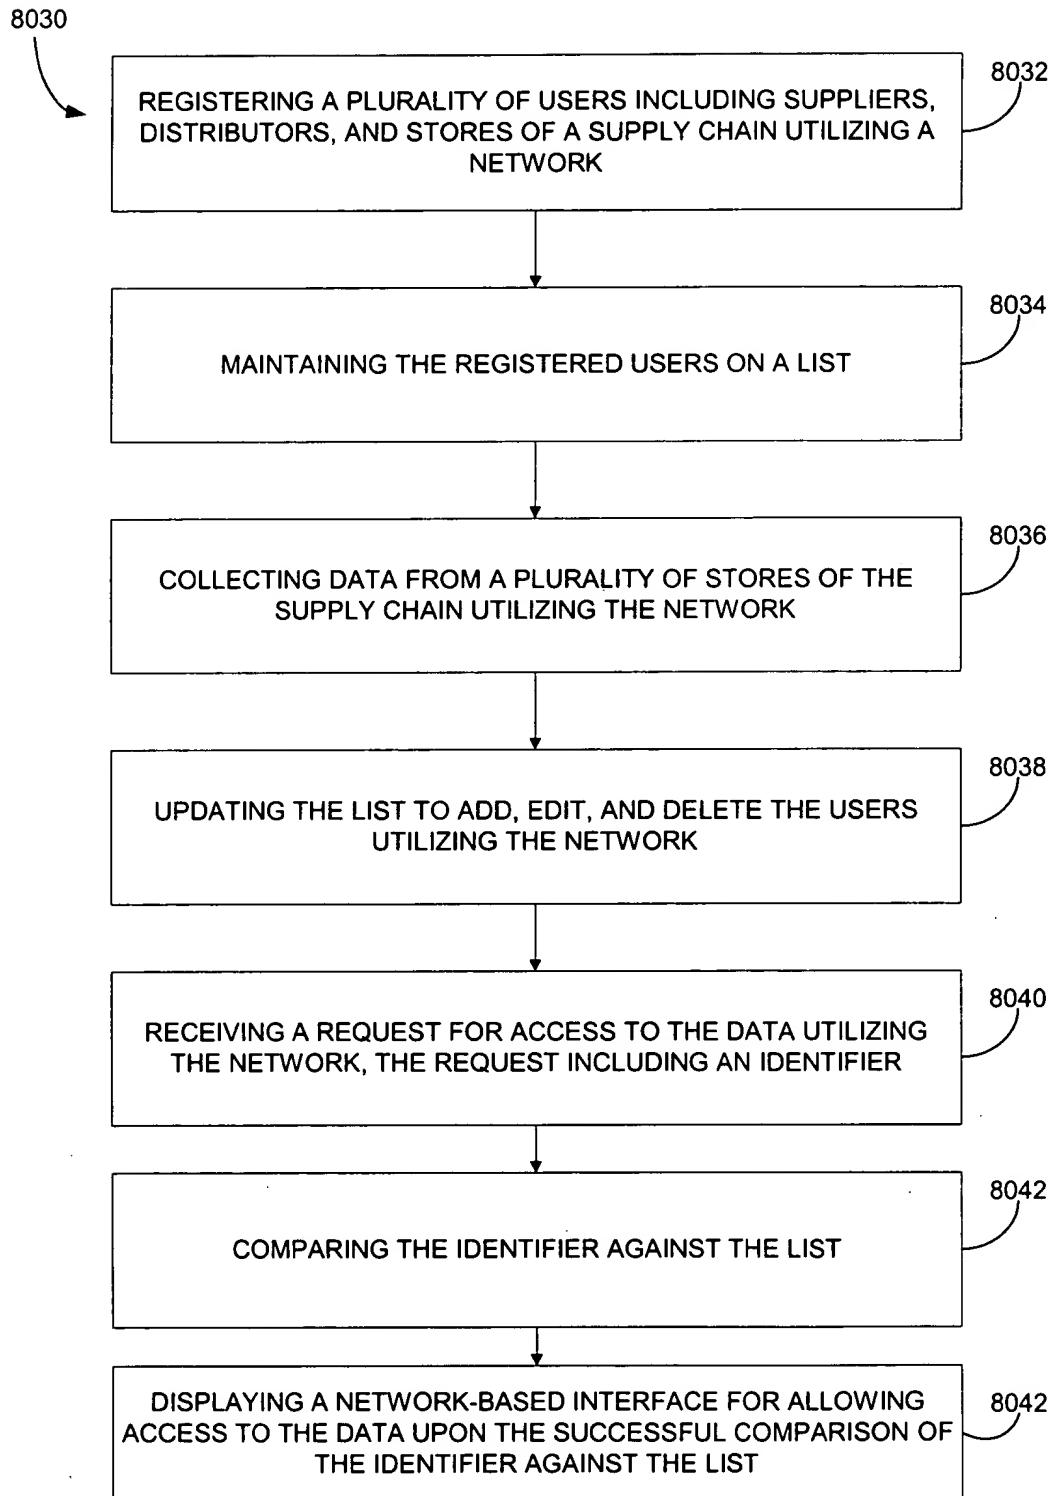 8030
8032
REGISTERING A PLURALITY OF USERS INCLUDING SUPPLIERS,
DISTRIBUTORS, AND STORES OF A SUPPLY CHAIN UTILIZING A
NETWORK
8034
MAINTAINING THE REGISTERED USERS ON A LIST
8036
COLLECTING DATA FROM A PLURALITY OF STORES OF THE
SUPPLY CHAIN UTILIZING THE NETWORK
8038
UPDATING THE LIST TO ADD, EDIT, AND DELETE THE USERS
UTILIZING THE NETWORK
8040
RECEIVING A REQUEST FOR ACCESS TO THE DATA UTILIZING
THE NETWORK, THE REQUEST INCLUDING AN IDENTIFIER
8042
COMPARING THE IDENTIFIER AGAINST THE LIST
8042
DISPLAYING A NETWORK-BASED INTERFACE FOR ALLOWING
ACCESS TO THE DATA UPON THE SUCCESSFUL COMPARISON OF
THE IDENTIFIER AGAINST THE LIST